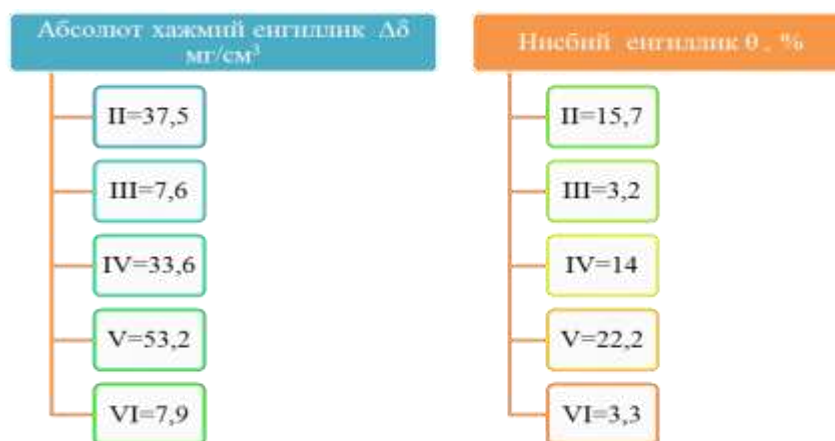 Абсолют хажмий енгиллик Δδ
мг/см³
II=37,5
III=7,6
IV=33,6
V=53,2
VI=7,9
Нисбий енгиллик θ , %
II=15,7
III=3,2
IV=14
V=22,2
VI=3,3